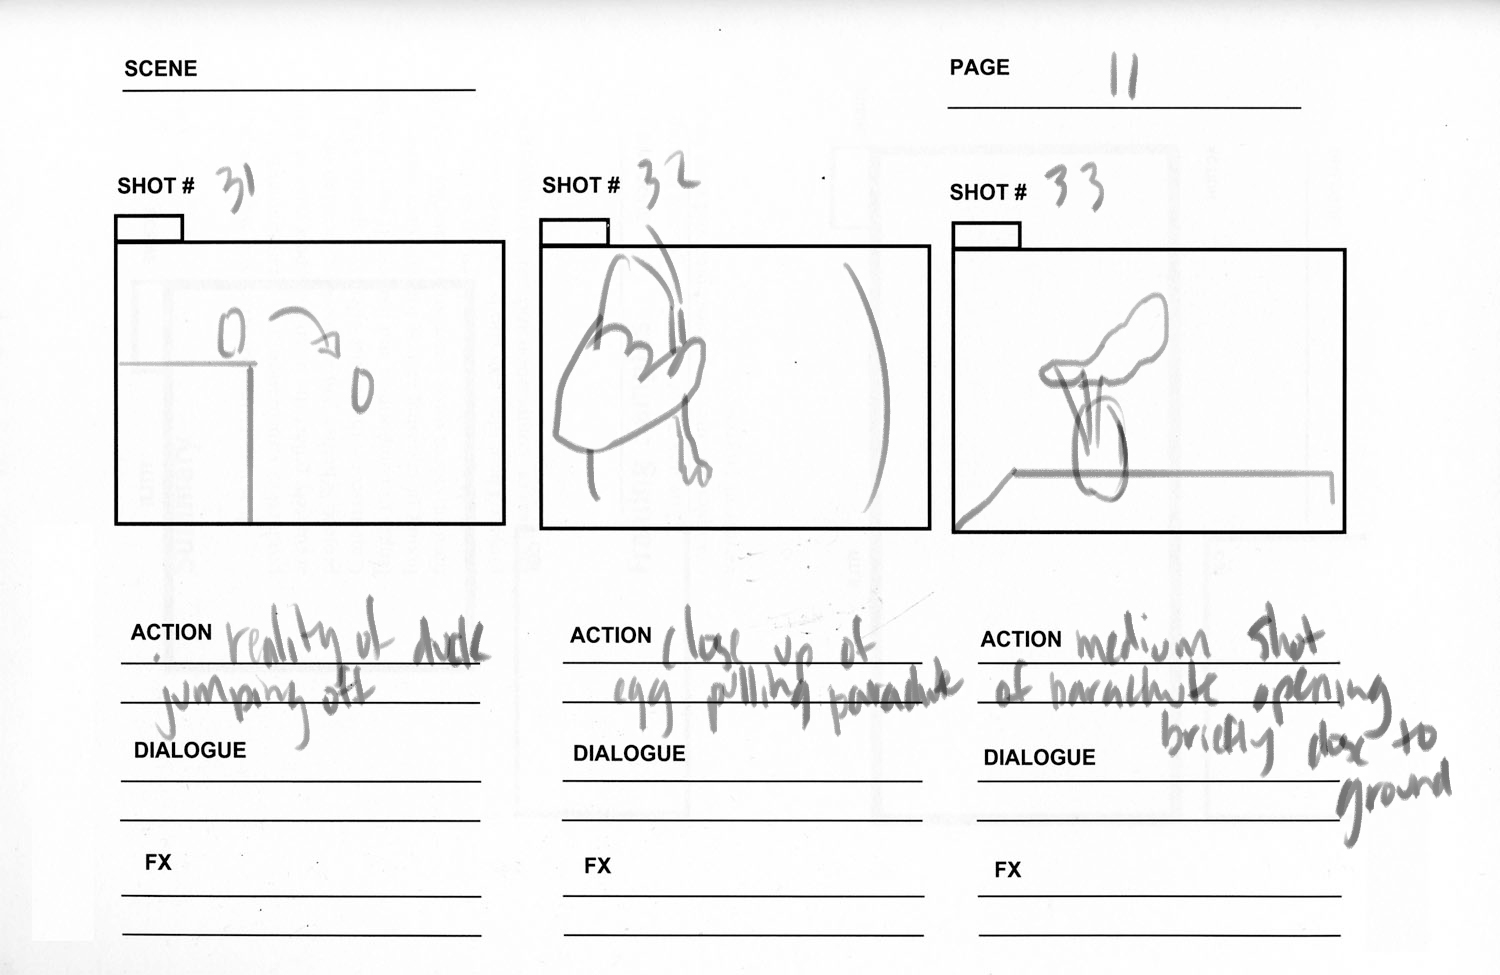 SCENE
PAGE 11
SHOT # 31
SHOT # 32
SHOT # 33
ACTION reality of duck
jumping off
DIALOGUE
FX
ACTION close up of
egg pulling parachute
DIALOGUE
FX
ACTION medium shot
of parachute opening
briefly close to
ground
DIALOGUE
FX